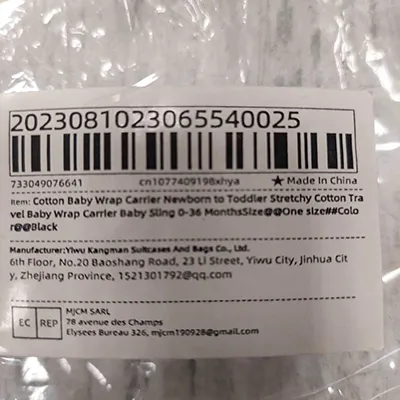 2023081023065540025
733049076641 cn1077409198xhya ★ Made in China
Item: Cotton Baby Wrap Carrier Newborn to Toddler Stretchy Cotton Tra
vel Baby Wrap Carrier Baby Sling 0-36 MonthsSize@@One size##Colo
r@@Black
Manufacturer:Yiwu Kangman Suitcases And Bags Co., Ltd
6th Floor, No.20 Baoshang Road, 23 Li Street, Yiwu City, Jinhua Cit
y, Zhejiang Province, 1521301792@qq.com
EC REP
MJCM SARL
78 avenue des Champs
Elysees Bureau 326, mjcm190928@gmail.com